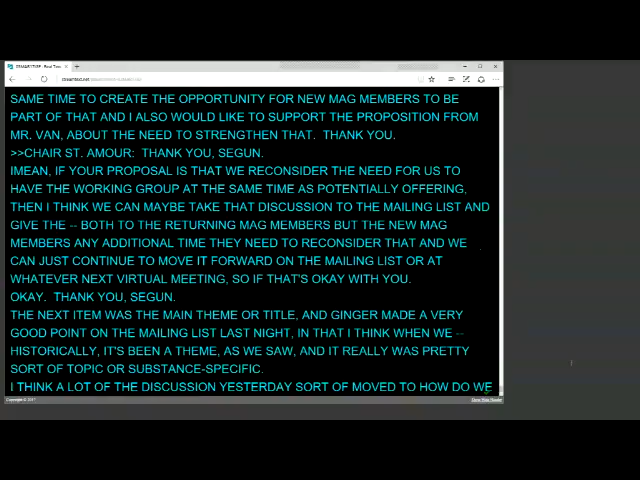 SAME TIME TO CREATE THE OPPORTUNITY FOR NEW MAG MEMBERS TO BE
PART OF THAT AND I ALSO WOULD LIKE TO SUPPORT THE PROPOSITION FROM
MR. VAN, ABOUT THE NEED TO STRENGTHEN THAT.  THANK YOU.
>>CHAIR ST. AMOUR:  THANK YOU, SEGUN.
IMEAN, IF YOUR PROPOSAL IS THAT WE RECONSIDER THE NEED FOR US TO
HAVE THE WORKING GROUP AT THE SAME TIME AS POTENTIALLY OFFERING,
THEN I THINK WE CAN MAYBE TAKE THAT DISCUSSION TO THE MAILING LIST AND
GIVE THE -- BOTH TO THE RETURNING MAG MEMBERS BUT THE NEW MAG
MEMBERS ANY ADDITIONAL TIME THEY NEED TO RECONSIDER THAT AND WE
CAN JUST CONTINUE TO MOVE IT FORWARD ON THE MAILING LIST OR AT
WHATEVER NEXT VIRTUAL MEETING, SO IF THAT'S OKAY WITH YOU.
OKAY.  THANK YOU, SEGUN.
THE NEXT ITEM WAS THE MAIN THEME OR TITLE, AND GINGER MADE A VERY
GOOD POINT ON THE MAILING LIST LAST NIGHT, IN THAT I THINK WHEN WE --
HISTORICALLY, IT'S BEEN A THEME, AS WE SAW, AND IT REALLY WAS PRETTY
SORT OF TOPIC OR SUBSTANCE-SPECIFIC.
I THINK A LOT OF THE DISCUSSION YESTERDAY SORT OF MOVED TO HOW DO WE